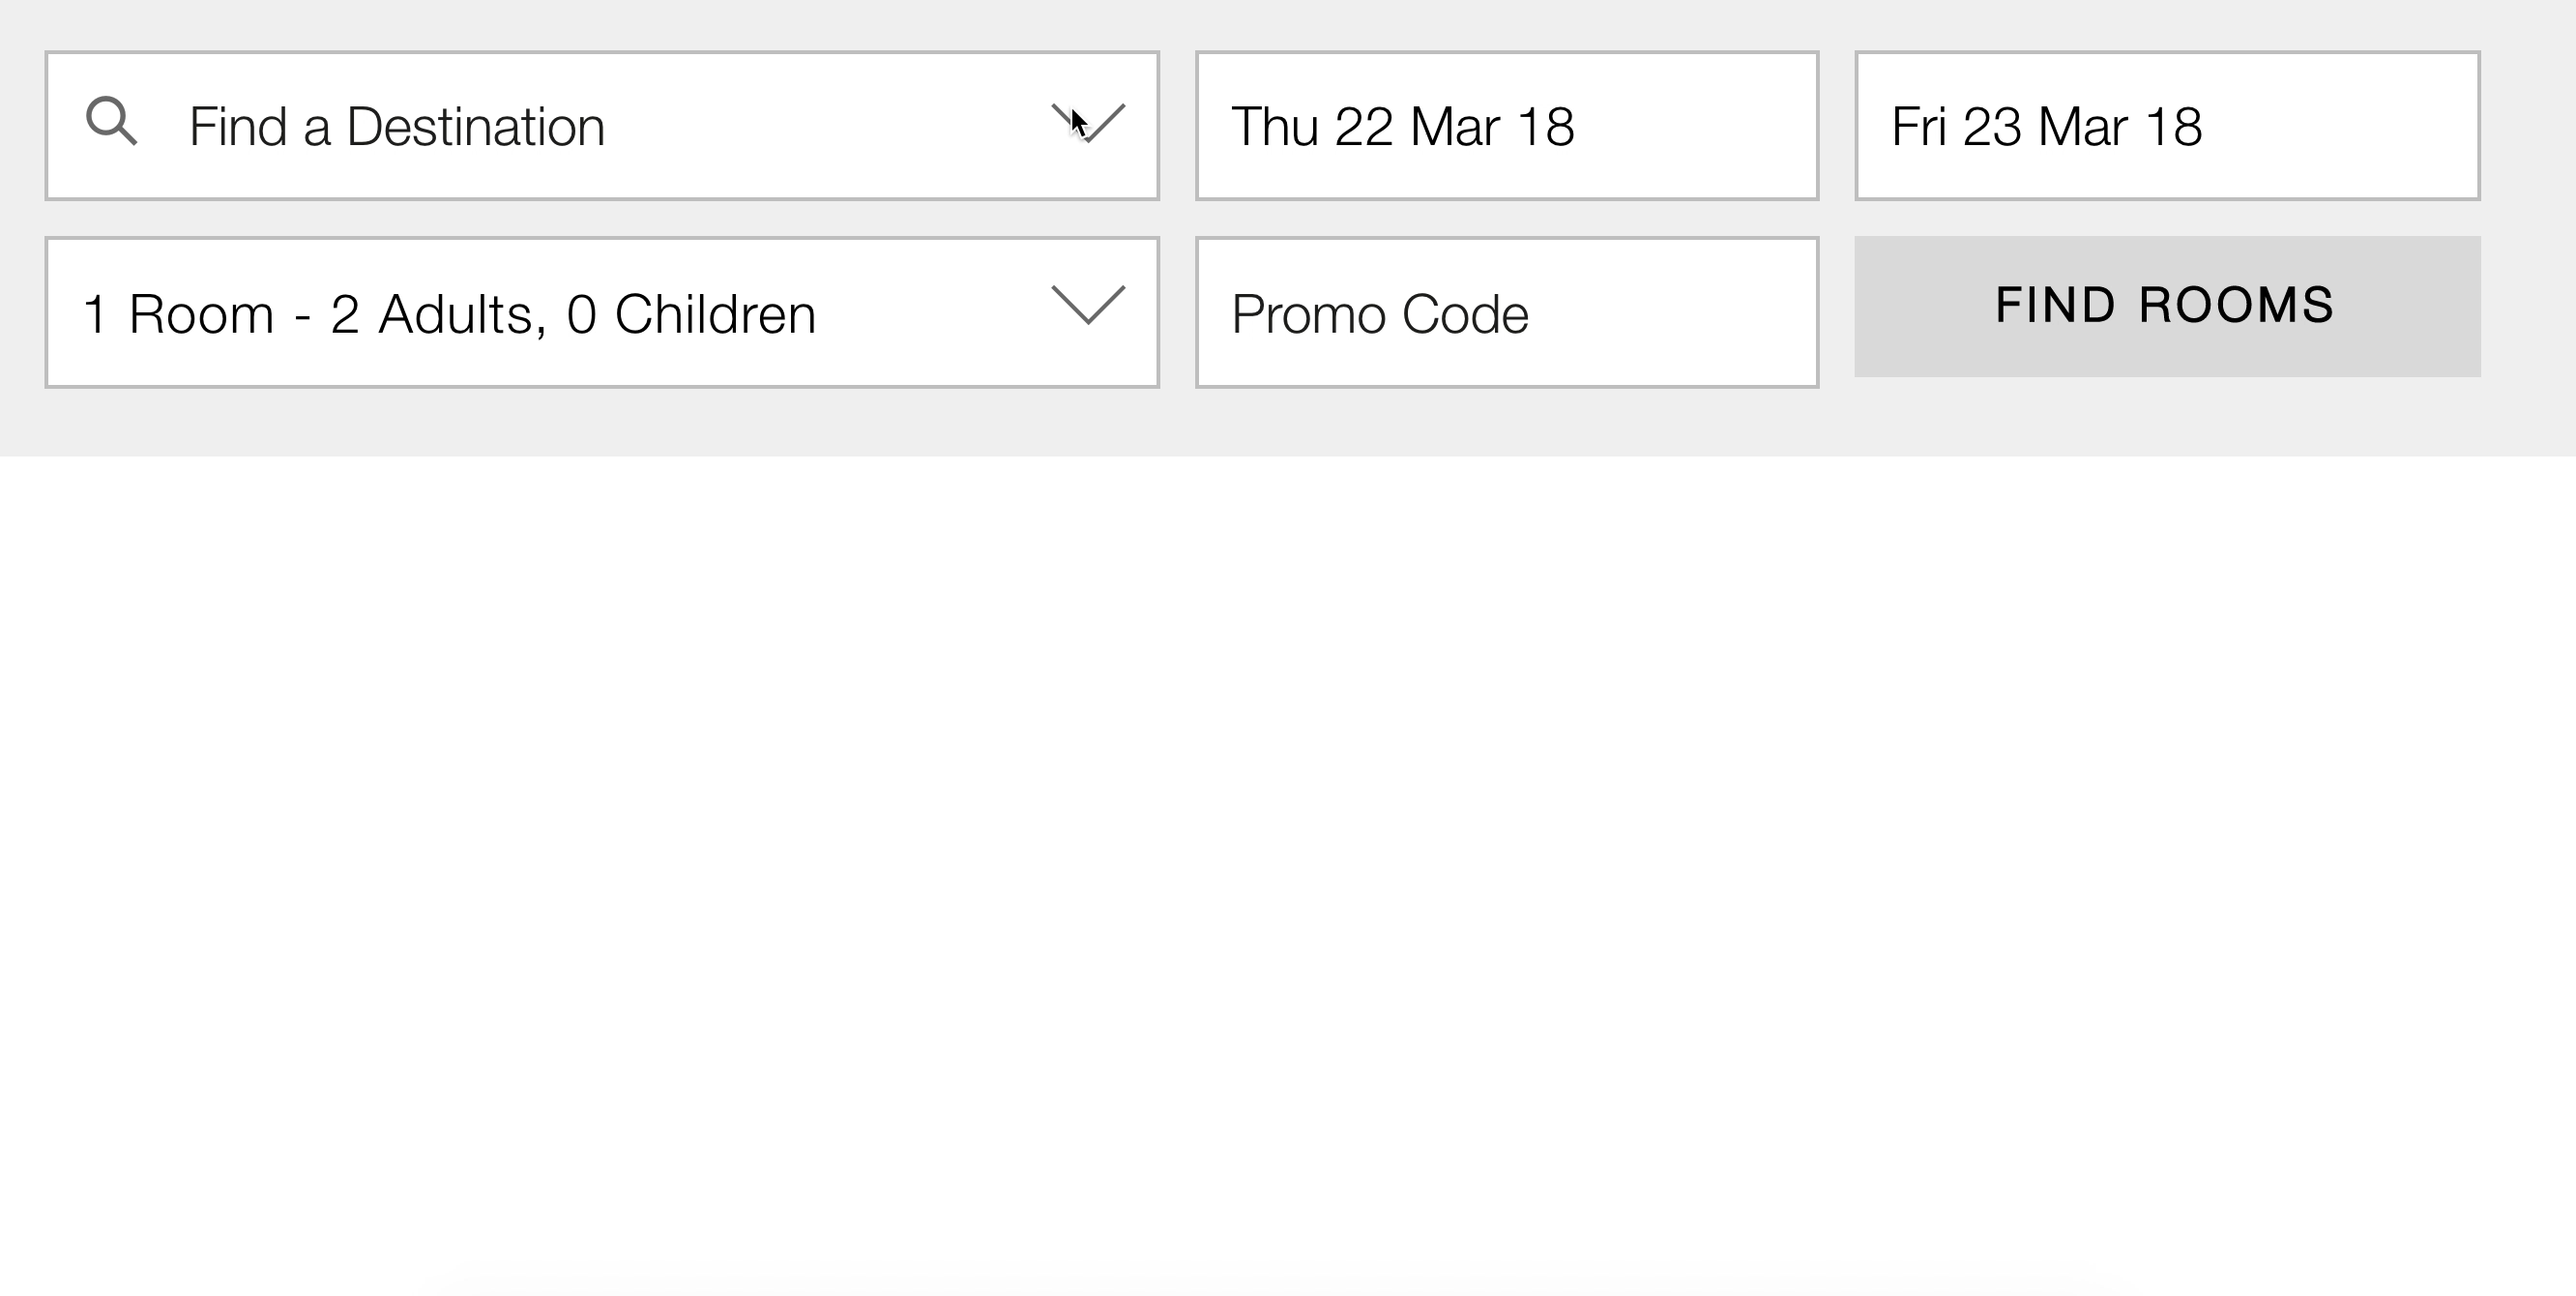 Find a Destination
Thu 22 Mar 18
Fri 23 Mar 18
1 Room - 2 Adults, 0 Children
Promo Code
FIND ROOMS